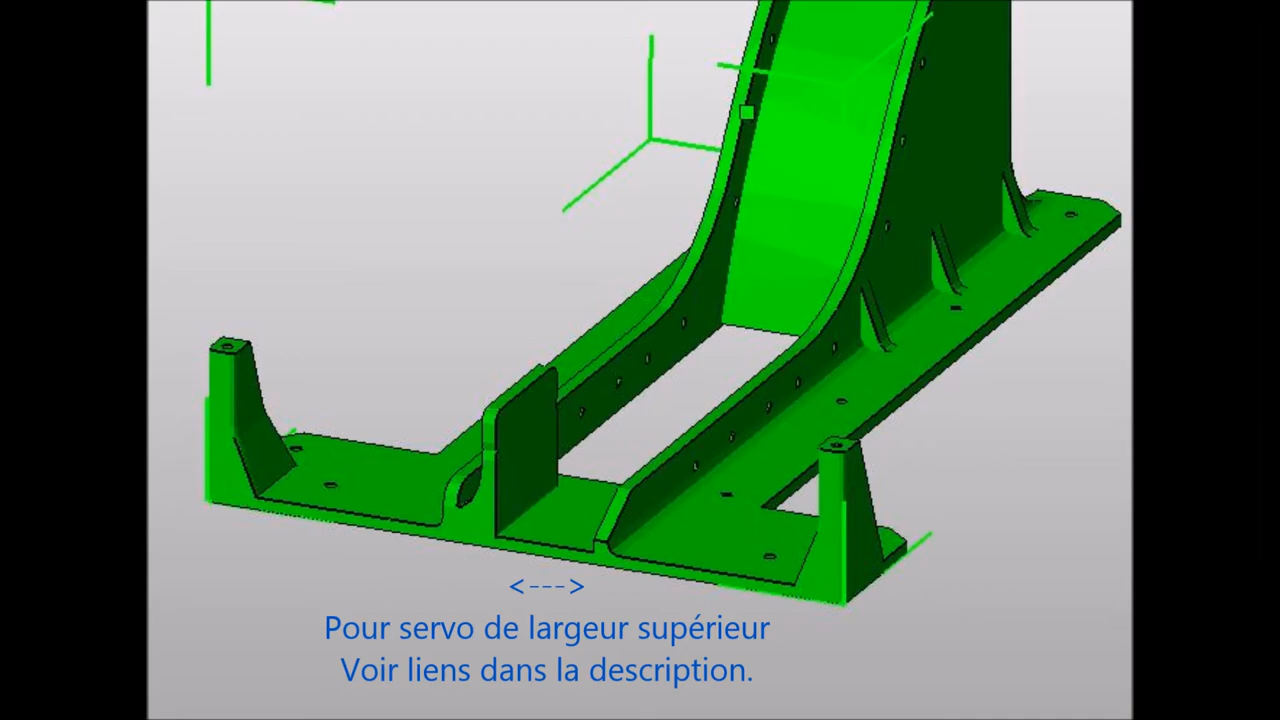 <--->
Pour servo de largeur supérieur
Voir liens dans la description.